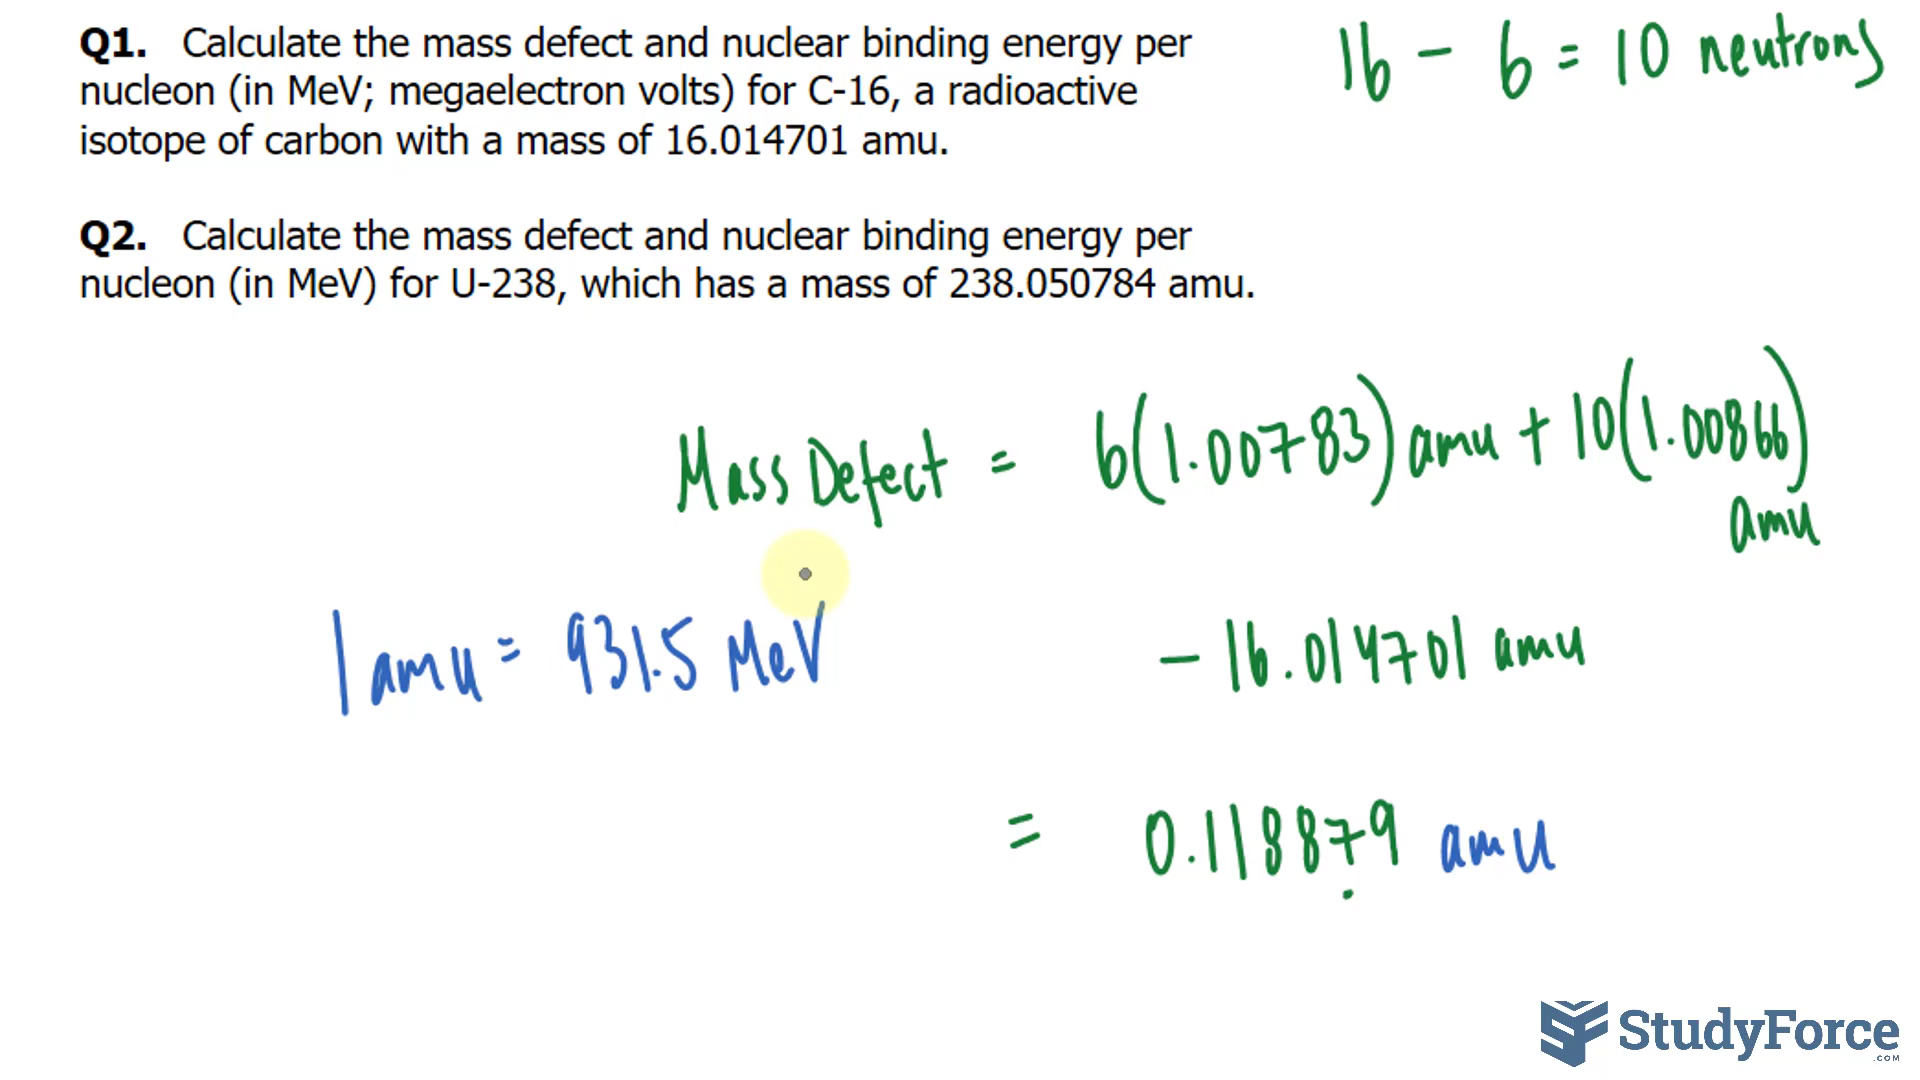 Q1. Calculate the mass defect and nuclear binding energy per
nucleon (in MeV; megaelectron volts) for C-16, a radioactive
isotope of carbon with a mass of 16.014701 amu.
16 - 6 = 10 neutrons
Q2. Calculate the mass defect and nuclear binding energy per
nucleon (in MeV) for U-238, which has a mass of 238.050784 amu.
Mass Defect = 6(1.00783) amu + 10(1.00866)
amu
1 amu = 931.5 MeV
- 16.014701 amu
= 0.118879 amu
StudyForce
.COM